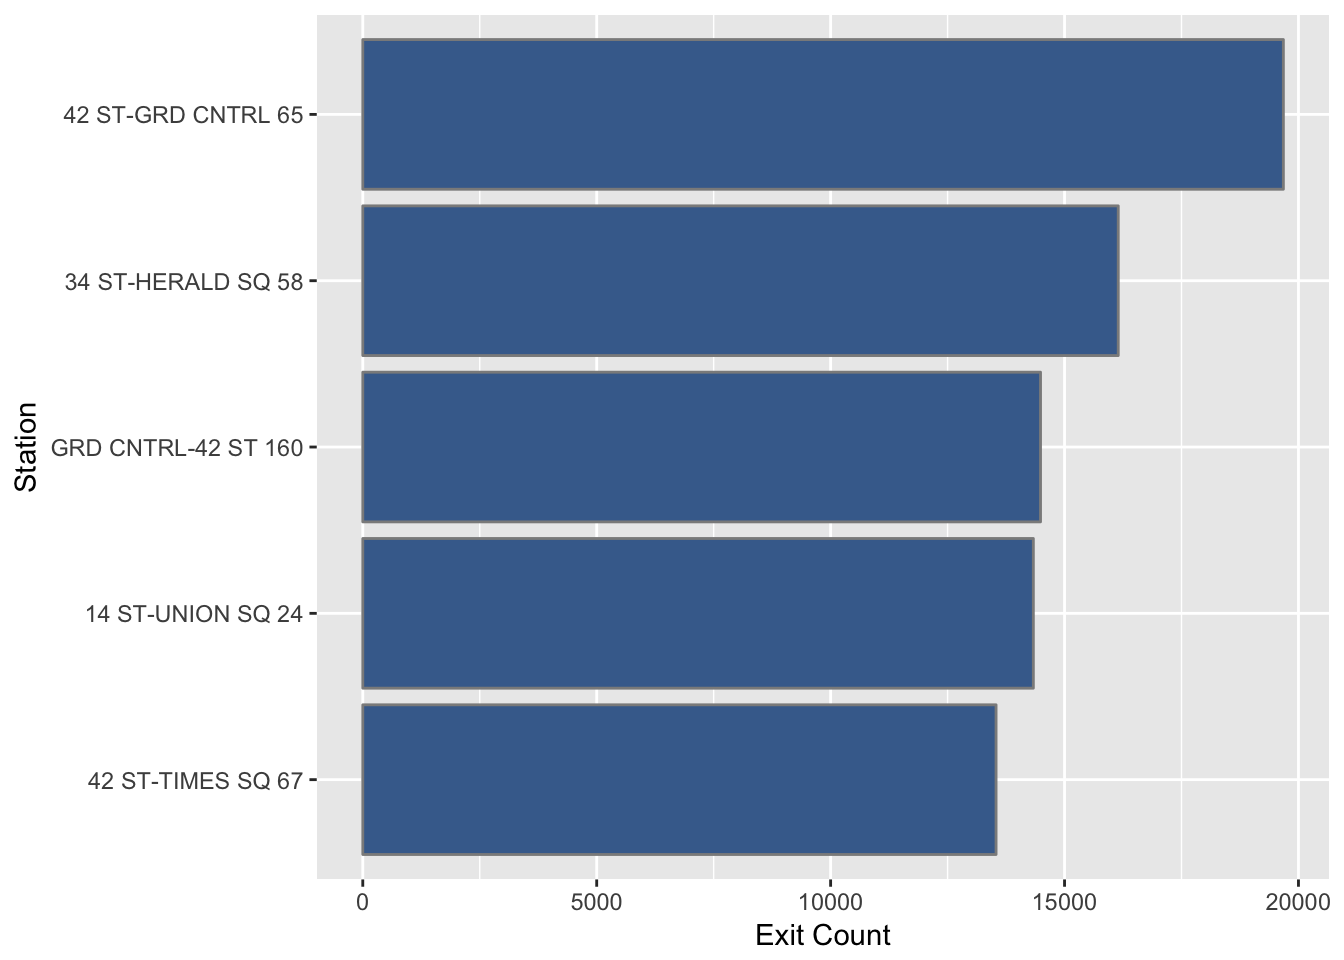 42 ST-GRD CNTRL 65
34 ST-HERALD SQ 58
GRD CNTRL-42 ST 160
14 ST-UNION SQ 24
42 ST-TIMES SQ 67
Station
0 5000 10000 15000 20000
Exit Count